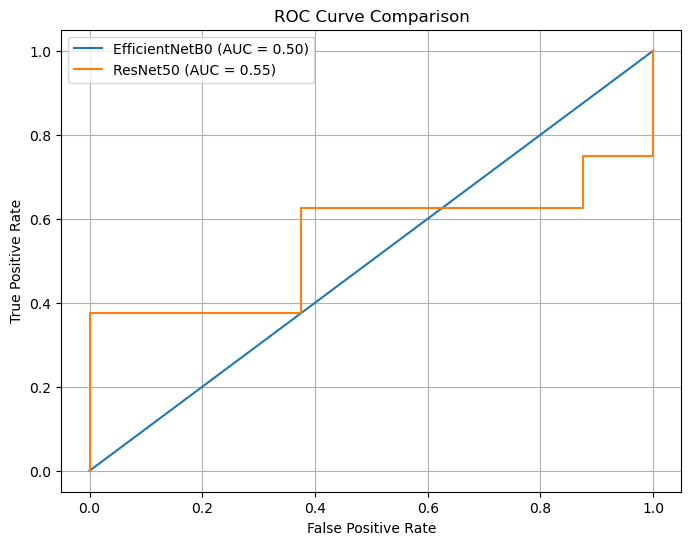 ROC Curve Comparison
EfficientNetB0 (AUC = 0.50)
ResNet50 (AUC = 0.55)
True Positive Rate
1.0
0.8
0.6
0.4
0.2
0.0
0.0 0.2 0.4 0.6 0.8 1.0
False Positive Rate